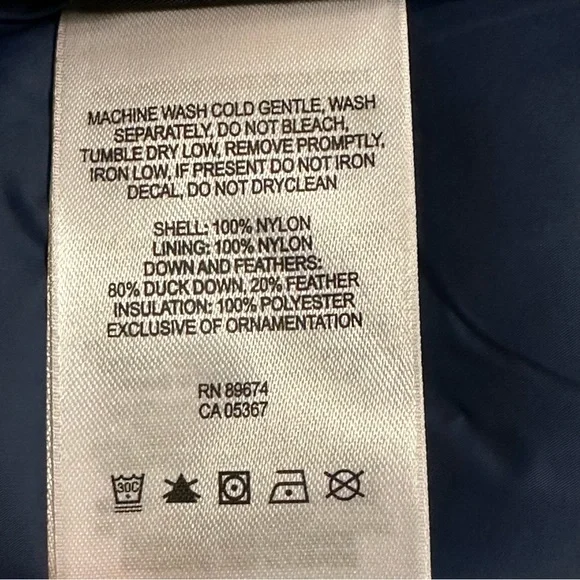 MACHINE WASH COLD GENTLE, WASH
SEPARATELY, DO NOT BLEACH,
TUMBLE DRY LOW, REMOVE PROMPTLY,
IRON LOW, IF PRESENT DO NOT IRON
DECAL, DO NOT DRYCLEAN
SHELL: 100% NYLON
LINING: 100% NYLON
DOWN AND FEATHERS:
80% DUCK DOWN, 20% FEATHER
INSULATION: 100% POLYESTER
EXCLUSIVE OF ORNAMENTATION
RN 89674
CA 05367
30C